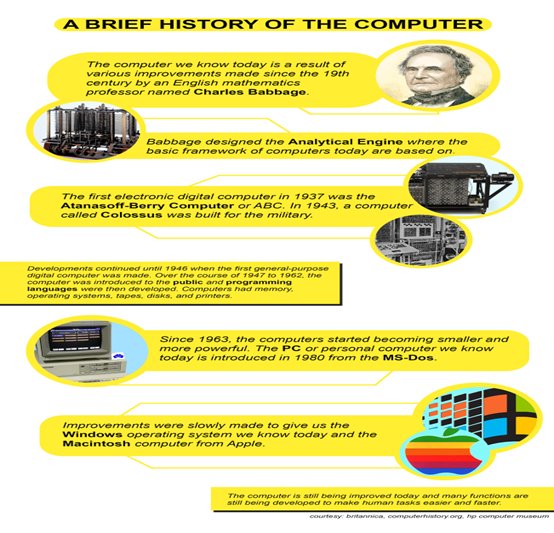 A BRIEF HISTORY OF THE COMPUTER
The computer we know today is a result of
various improvements made since the 19th
century by an English mathematics
professor named Charles Babbage.
Babbage designed the Analytical Engine where the
basic framework of computers today are based on.
The first electronic digital computer in 1937 was the
Atanasoff-Berry Computer or ABC. In 1943, a computer
called Colossus was built for the military.
Developments continued until 1946 when the first general-purpose
digital computer was made. Over the course of 1947 to 1962, the
computer was introduced to the public and programming
languages were then developed. Computers had memory,
operating systems, tapes, disks, and printers.
Since 1963, the computers started becoming smaller and
more powerful. The PC or personal computer we know
today is introduced in 1980 from the MS-Dos.
Improvements were slowly made to give us the
Windows operating system we know today and the
Macintosh computer from Apple.
The computer is still being improved today and many functions are
still being developed to make human tasks easier and faster.
courtesy: britannica, computerhistory.org, hp computer museum